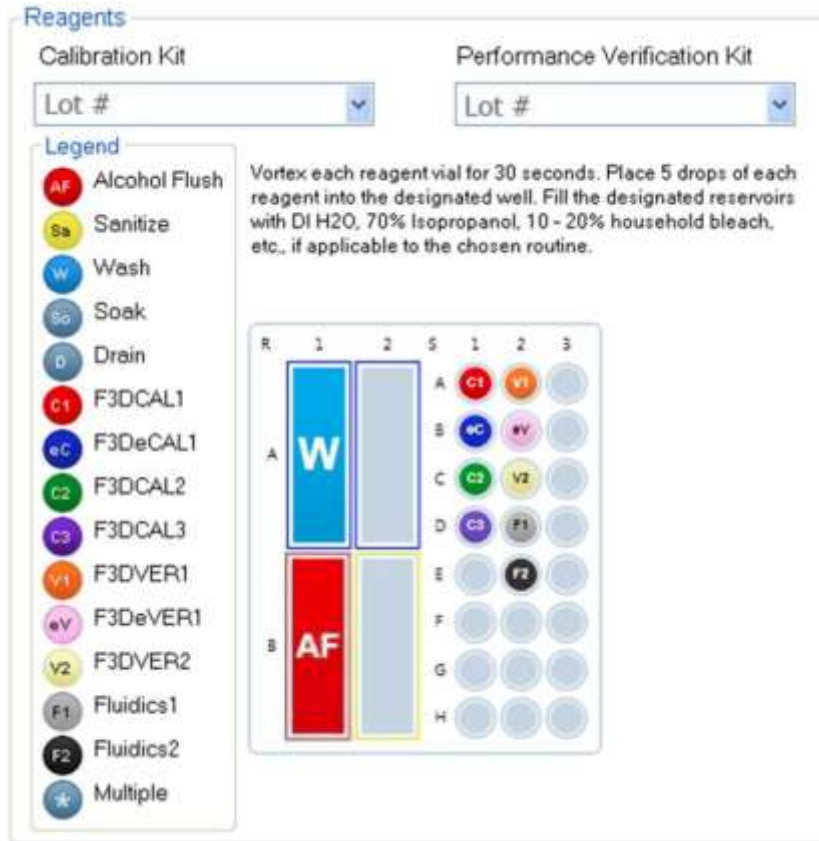 Reagents
Calibration Kit
Performance Verification Kit
Lot #
Lot #
Legend
AF Alcohol Flush
Sa Sanitize
W Wash
So Soak
D Drain
C1 F3DCAL1
eC F3DeCAL1
C2 F3DCAL2
C3 F3DCAL3
V1 F3DVER1
eV F3DeVER1
V2 F3DVER2
F1 Fluidics1
F2 Fluidics2
* Multiple
Vortex each reagent vial for 30 seconds. Place 5 drops of each
reagent into the designated well. Fill the designated reservoirs
with DI H2O, 70% Isopropanol, 10 - 20% household bleach,
etc., if applicable to the chosen routine.
R 1 2 S 1 2 3
A C1 V1
B eC eV
A W
C C2 V2
D C3 F1
E F2
F
B AF
G
H